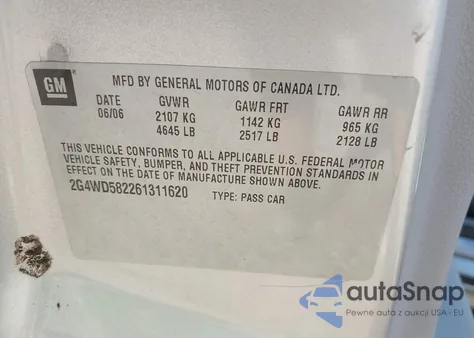 GM
MFD BY GENERAL MOTORS OF CANADA LTD.
DATE GVWR GAWR FRT GAWR RR
06/06 2107 KG 1142 KG 965 KG
4645 LB 2517 LB 2128 LB
THIS VEHICLE CONFORMS TO ALL APPLICABLE U.S. FEDERAL MOTOR
VEHICLE SAFETY, BUMPER, AND THEFT PREVENTION STANDARDS IN
EFFECT ON THE DATE OF MANUFACTURE SHOWN ABOVE.
2G4WD582261311620 TYPE: PASS CAR
autoSnap
Pewne auta z aukcji USA - EU